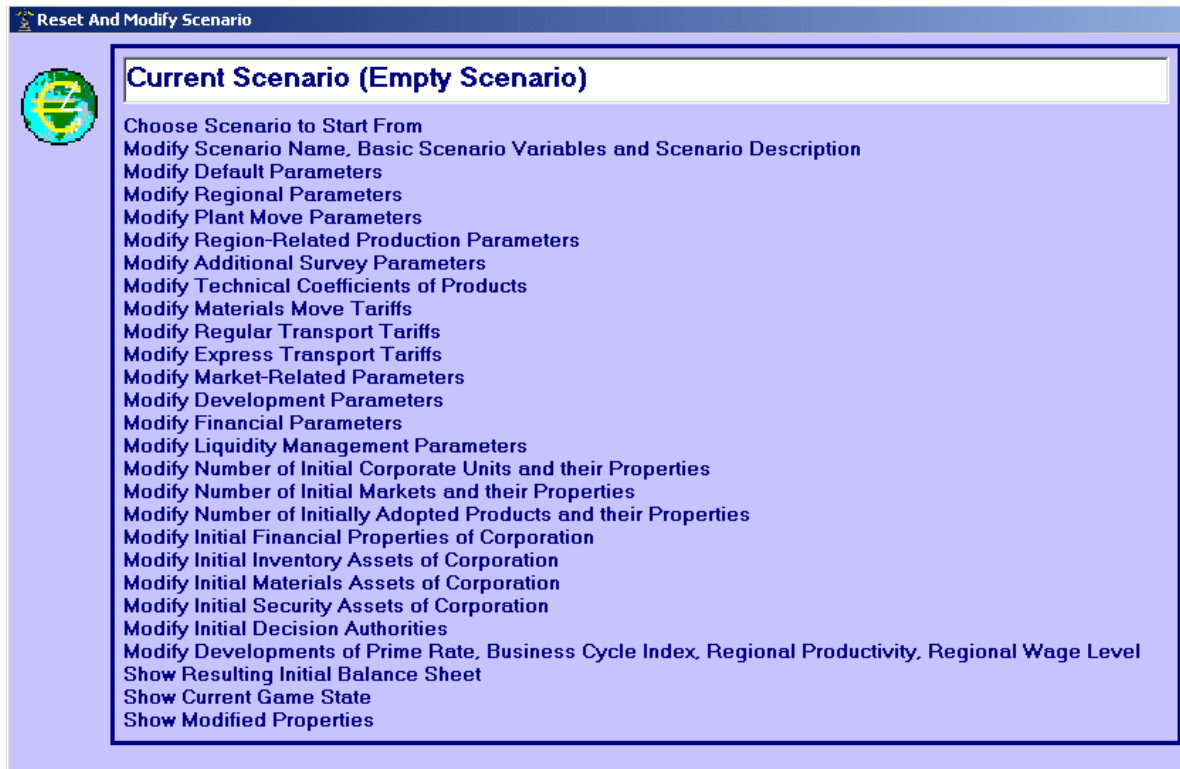 Reset And Modify Scenario
Current Scenario (Empty Scenario)
Choose Scenario to Start From
Modify Scenario Name, Basic Scenario Variables and Scenario Description
Modify Default Parameters
Modify Regional Parameters
Modify Plant Move Parameters
Modify Region-Related Production Parameters
Modify Additional Survey Parameters
Modify Technical Coefficients of Products
Modify Materials Move Tariffs
Modify Regular Transport Tariffs
Modify Express Transport Tariffs
Modify Market-Related Parameters
Modify Development Parameters
Modify Financial Parameters
Modify Liquidity Management Parameters
Modify Number of Initial Corporate Units and their Properties
Modify Number of Initial Markets and their Properties
Modify Number of Initially Adopted Products and their Properties
Modify Initial Financial Properties of Corporation
Modify Initial Inventory Assets of Corporation
Modify Initial Materials Assets of Corporation
Modify Initial Security Assets of Corporation
Modify Initial Decision Authorities
Modify Developments of Prime Rate, Business Cycle Index, Regional Productivity, Regional Wage Level
Show Resulting Initial Balance Sheet
Show Current Game State
Show Modified Properties